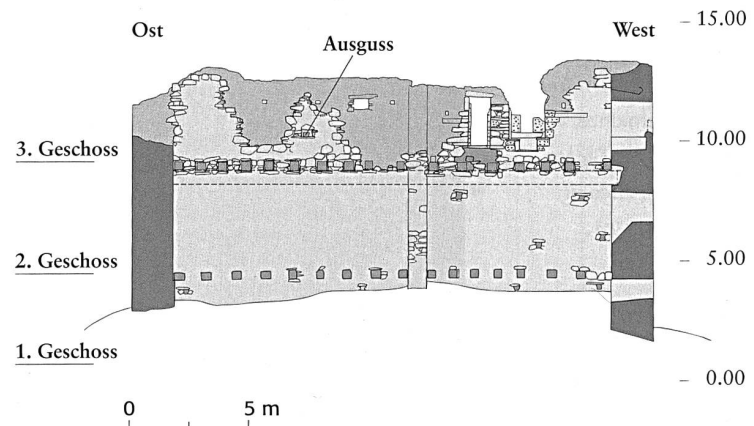 Ost
Ausguss
West
15.00
3. Geschoss
10.00
2. Geschoss
5.00
1. Geschoss
0.00
0
5 m